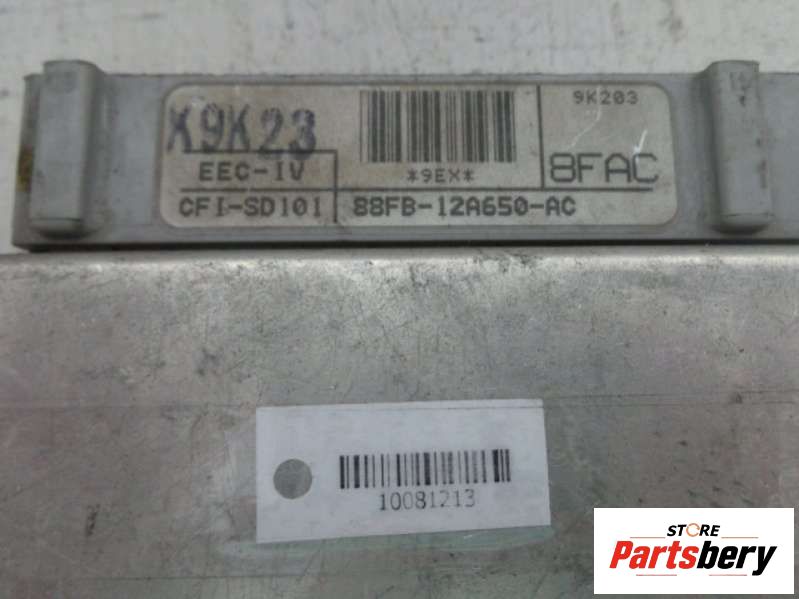 X9K23
EEC-IV
CFI-SD101
*9EX*
88FB-12A650-AC
9K203
8FAC
10081213
STORE
Partsbery